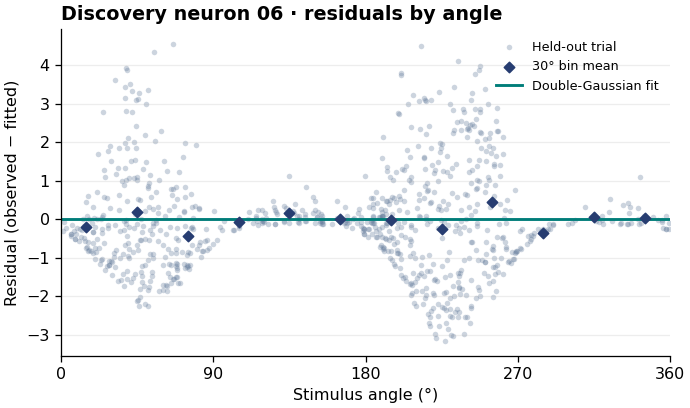 Discovery neuron 06 · residuals by angle
Held-out trial
30° bin mean
Double-Gaussian fit
Residual (observed − fitted)
4
3
2
1
0
−1
−2
−3
0 90 180 270 360
Stimulus angle (°)